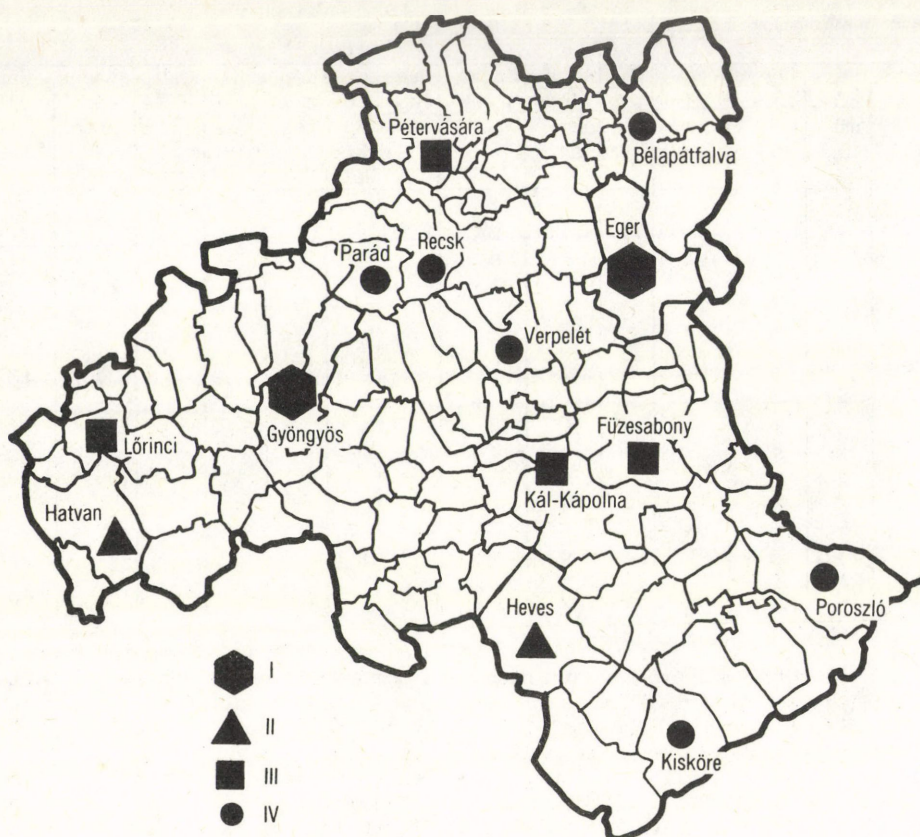 Pétervására
Bélapátfalva
Eger
Parád
Recsk
Verpelét
Gyöngyös
Lőrinci
Füzesabony
Kál-Kápolna
Hatvan
Heves
Poroszló
Kisköre
I
II
III
IV